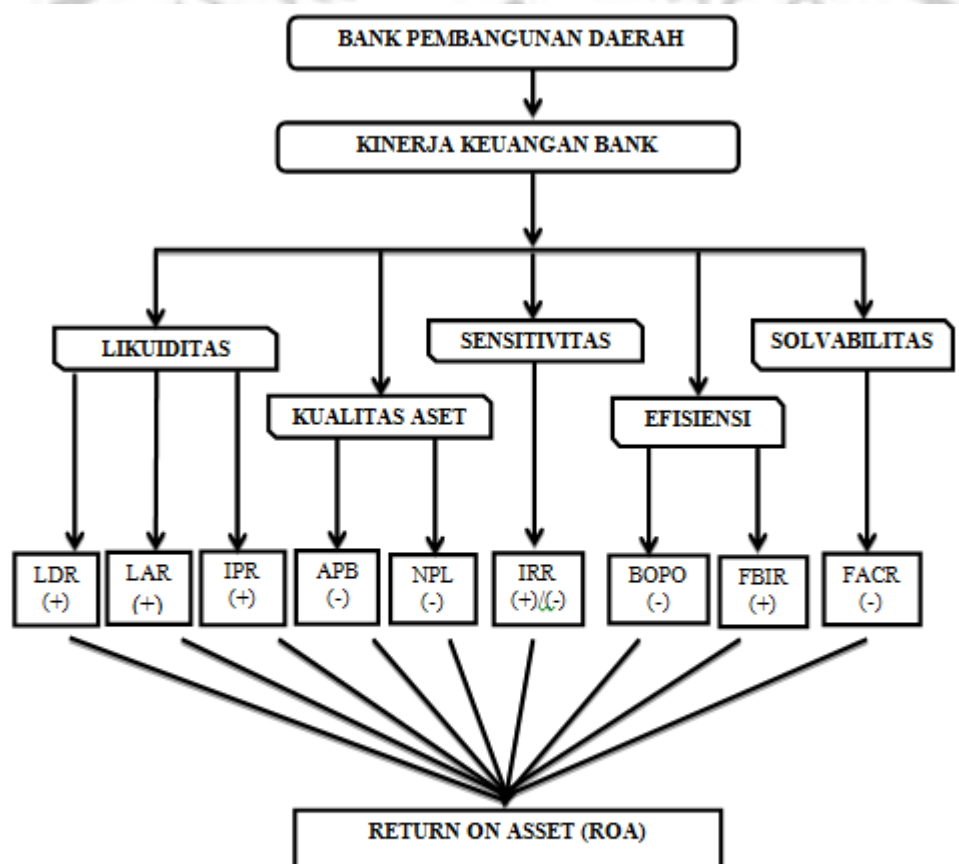 BANK PEMBANGUNAN DAERAH
KINERJA KEUANGAN BANK
LIKUIDITAS
SENSITIVITAS
SOLVABILITAS
KUALITAS ASET
EFISIENSI
LDR
(+)
LAR
(+)
IPR
(+)
APB
(-)
NPL
(-)
IRR
(+)/(-)
BOPO
(-)
FBIR
(+)
FACR
(-)
RETURN ON ASSET (ROA)